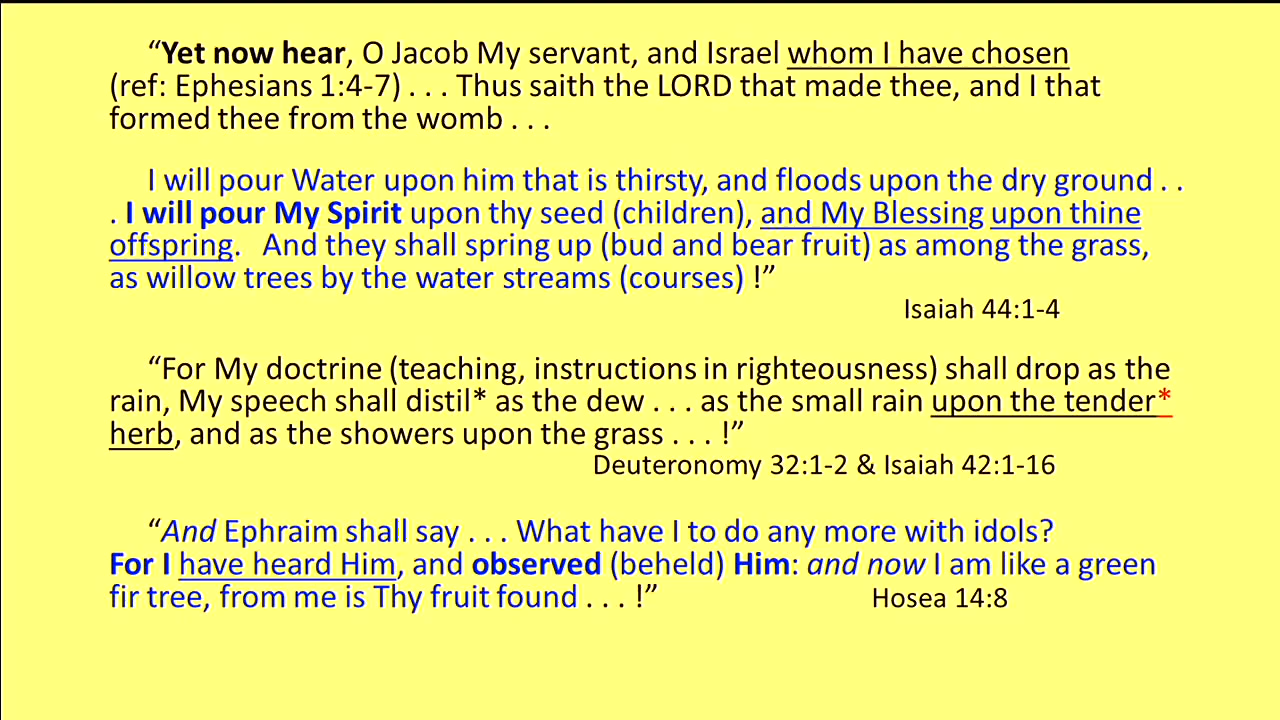 “Yet now hear, O Jacob My servant, and Israel whom I have chosen
(ref: Ephesians 1:4-7) . . . Thus saith the LORD that made thee, and I that
formed thee from the womb . . .
I will pour Water upon him that is thirsty, and floods upon the dry ground . .
. I will pour My Spirit upon thy seed (children), and My Blessing upon thine
offspring.   And they shall spring up (bud and bear fruit) as among the grass,
as willow trees by the water streams (courses) !”
Isaiah 44:1-4
“For My doctrine (teaching, instructions in righteousness) shall drop as the
rain, My speech shall distil* as the dew . . . as the small rain upon the tender*
herb, and as the showers upon the grass . . . !”
Deuteronomy 32:1-2 & Isaiah 42:1-16
“And Ephraim shall say . . . What have I to do any more with idols?
For I have heard Him, and observed (beheld) Him: and now I am like a green
fir tree, from me is Thy fruit found . . . !” Hosea 14:8